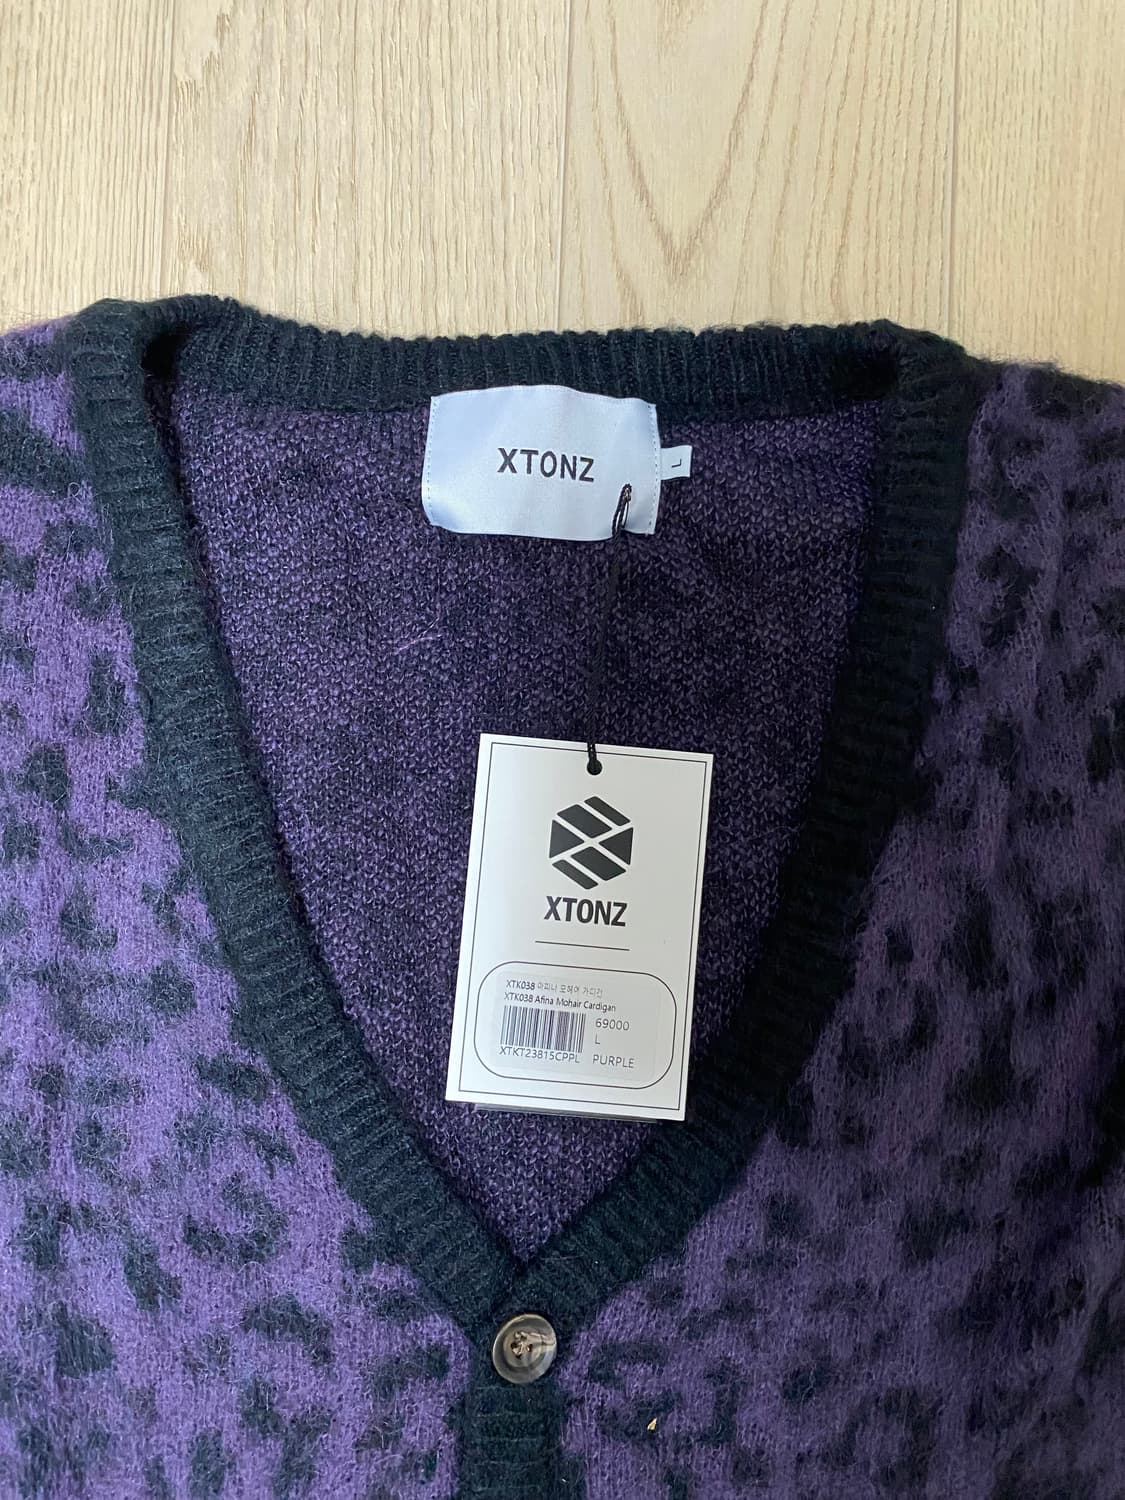 XTONZ
L
XTONZ
XTK038 아피나 모헤어 가디건
XTK038 Afina Mohair Cardigan
69000
L
XTKT23815CPPL PURPLE